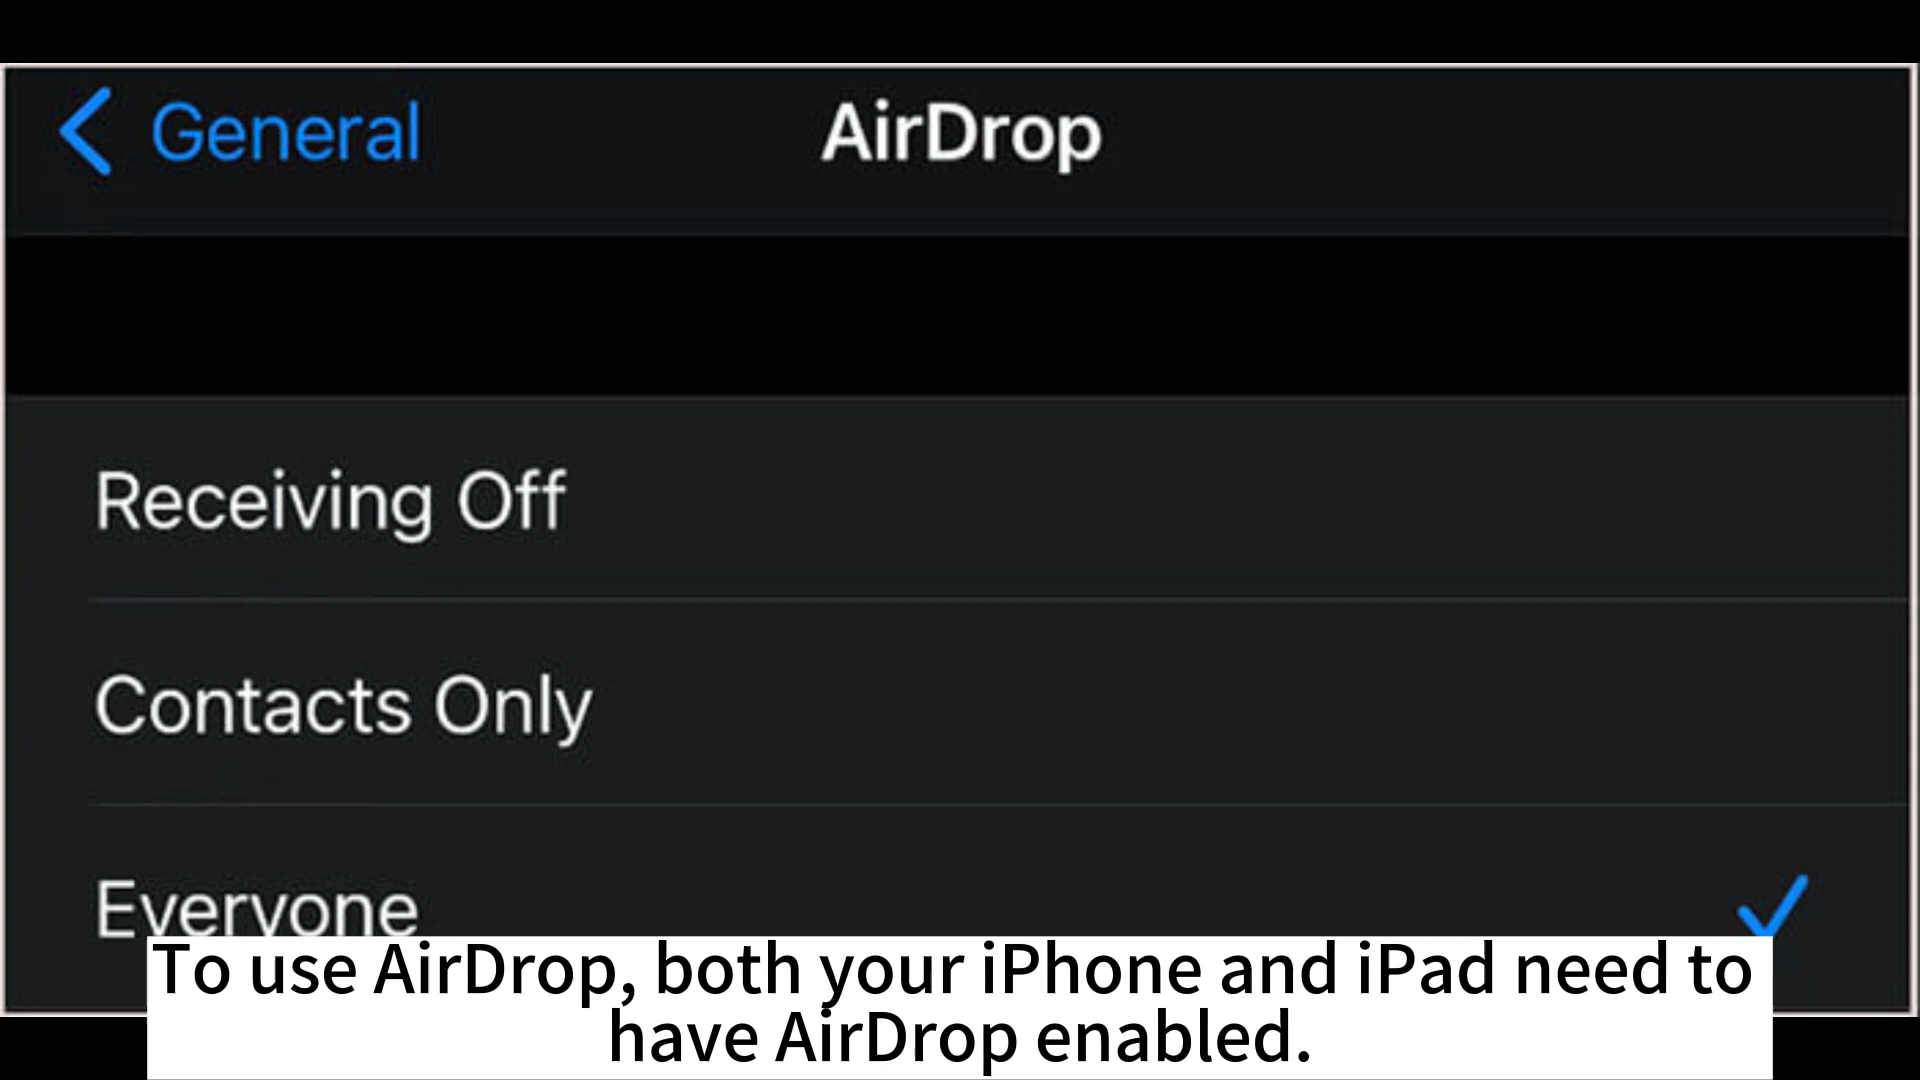 General
AirDrop
Receiving Off
Contacts Only
Everyone
To use AirDrop, both your iPhone and iPad need to
have AirDrop enabled.